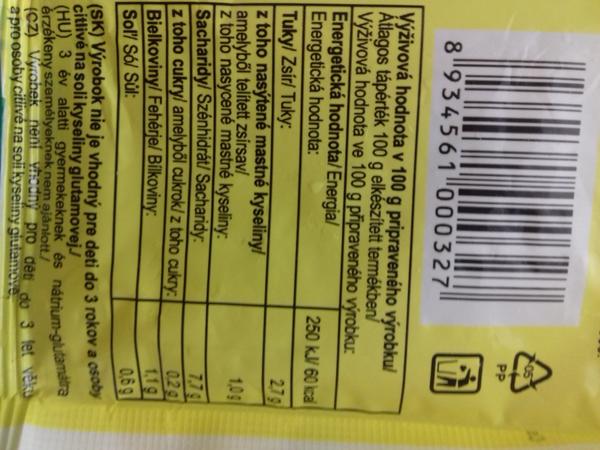 Výživová hodnota v 100 g pripraveného výrobku/
Átlagos tápérték 100 g elkészített termékben/
Výživová hodnota ve 100 g připraveného výrobku:
Energetická hodnota/ Energia/
Energetická hodnota:
250 kJ/ 60 kcal
Tuky/ Zsír/ Tuky:
2,7 g
z toho nasýtené mastné kyseliny/
amelyből telített zsírsav/
z toho nasycené mastné kyseliny:
1,0 g
Sacharidy/ Szénhidrát/ Sacharidy:
7,7 g
z toho cukry/ amelyből cukrok/ z toho cukry:
0,2 g
Bielkoviny/ Fehérje/ Bílkoviny:
1,1 g
Soľ/ Só/ Sůl:
0,6 g
(SK) Výrobok nie je vhodný pre deti do 3 rokov a osoby
citlivé na soli kyseliny glutamovej./
(HU) 3 év alatti gyermekeknek és nátrium-glutamátra
érzékeny személyeknek nem ajánlott./
(CZ) Výrobek není vhodný pro děti do 3 let věku
a pro osoby citlivé na soli kyseliny glutamové.
8 934561 000327
05
PP